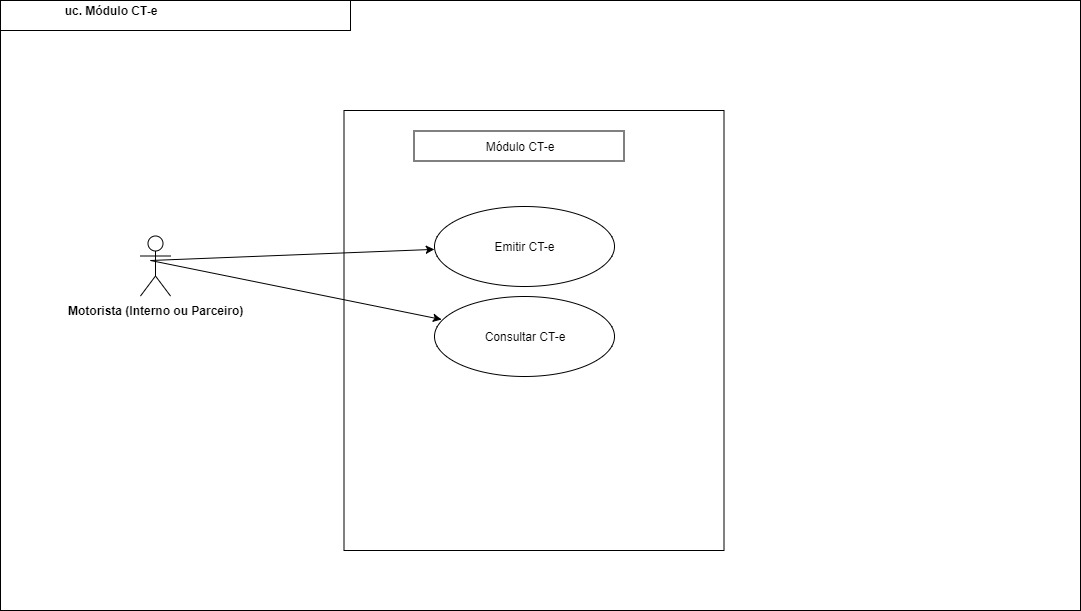 uc. Módulo CT-e
Módulo CT-e
Emitir CT-e
Motorista (Interno ou Parceiro)
Consultar CT-e